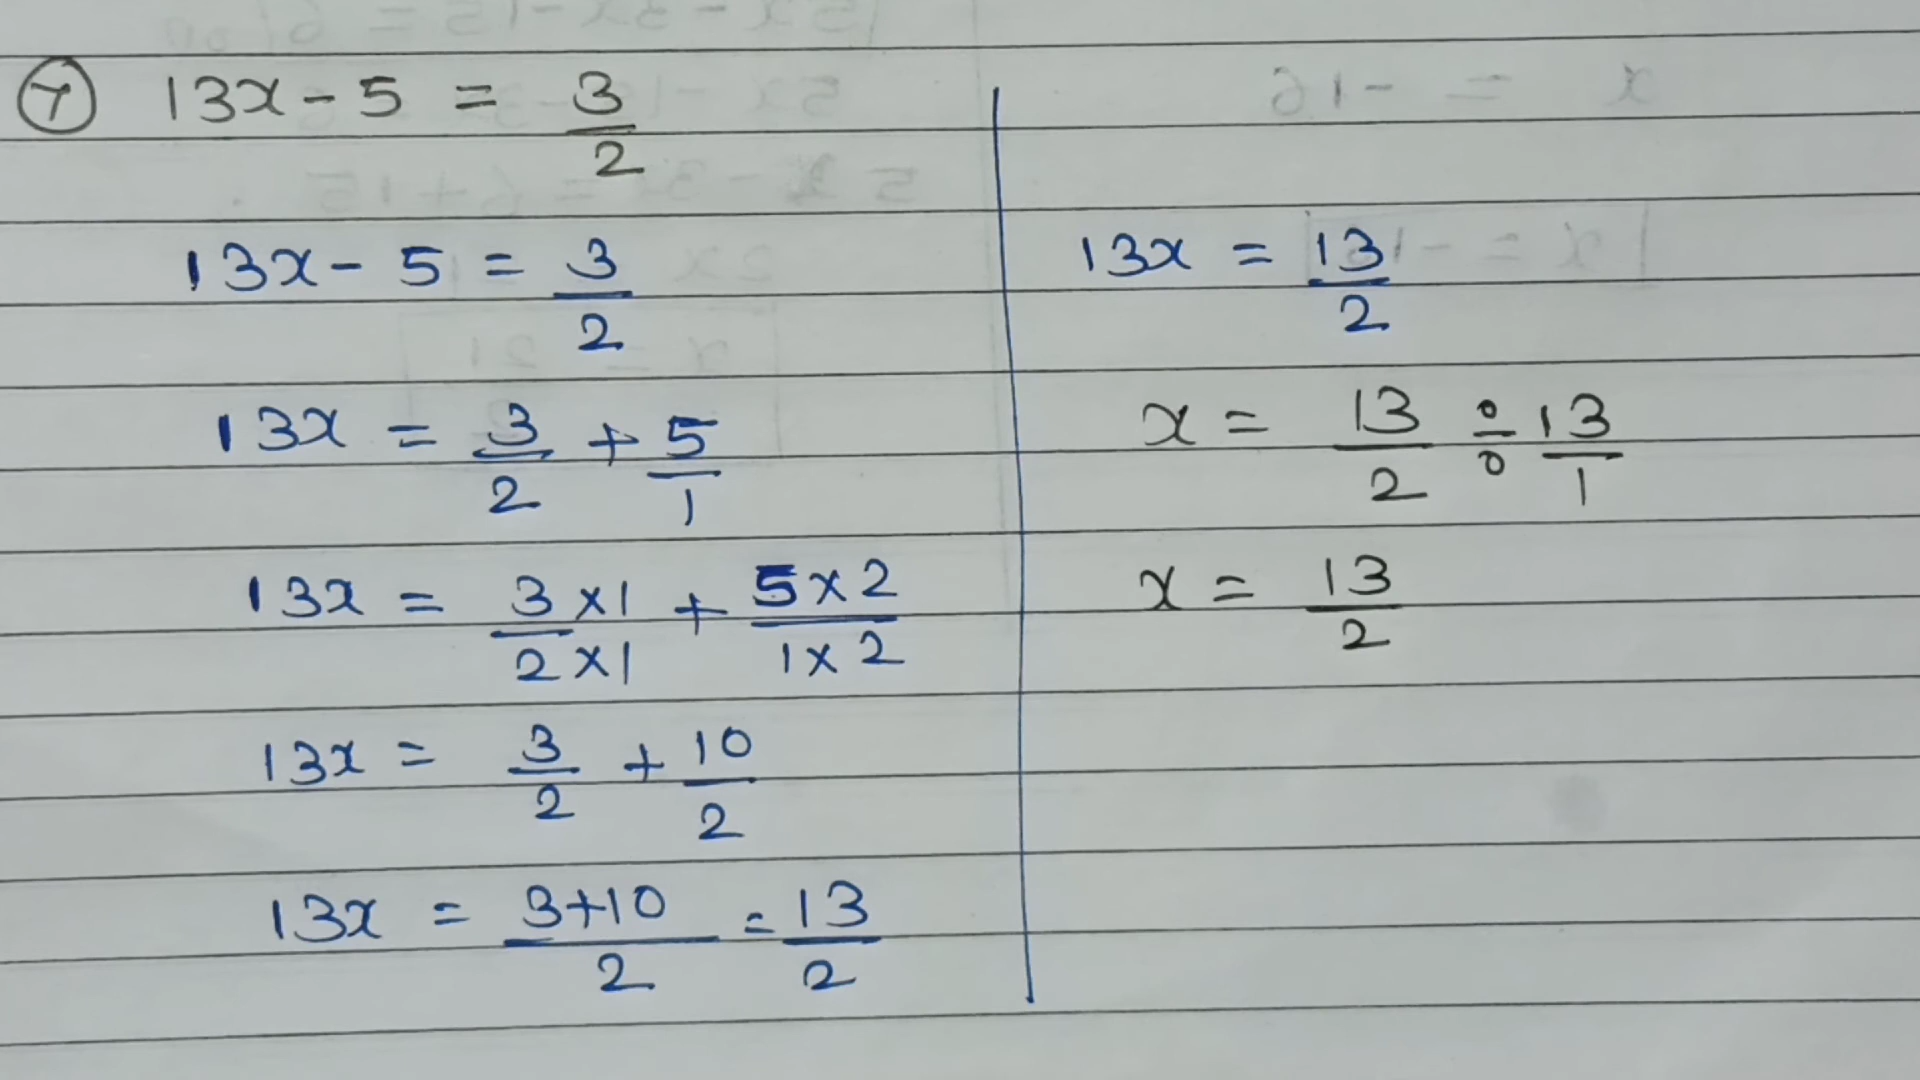 7 13x - 5 = 3/2
13x - 5 = 3/2
13x = 3/2 + 5/1
13x = 3×1/2×1 + 5×2/1×2
13x = 3/2 + 10/2
13x = 3+10/2 = 13/2
13x = 13/2
x = 13/2 ÷ 13/1
x = 13/2